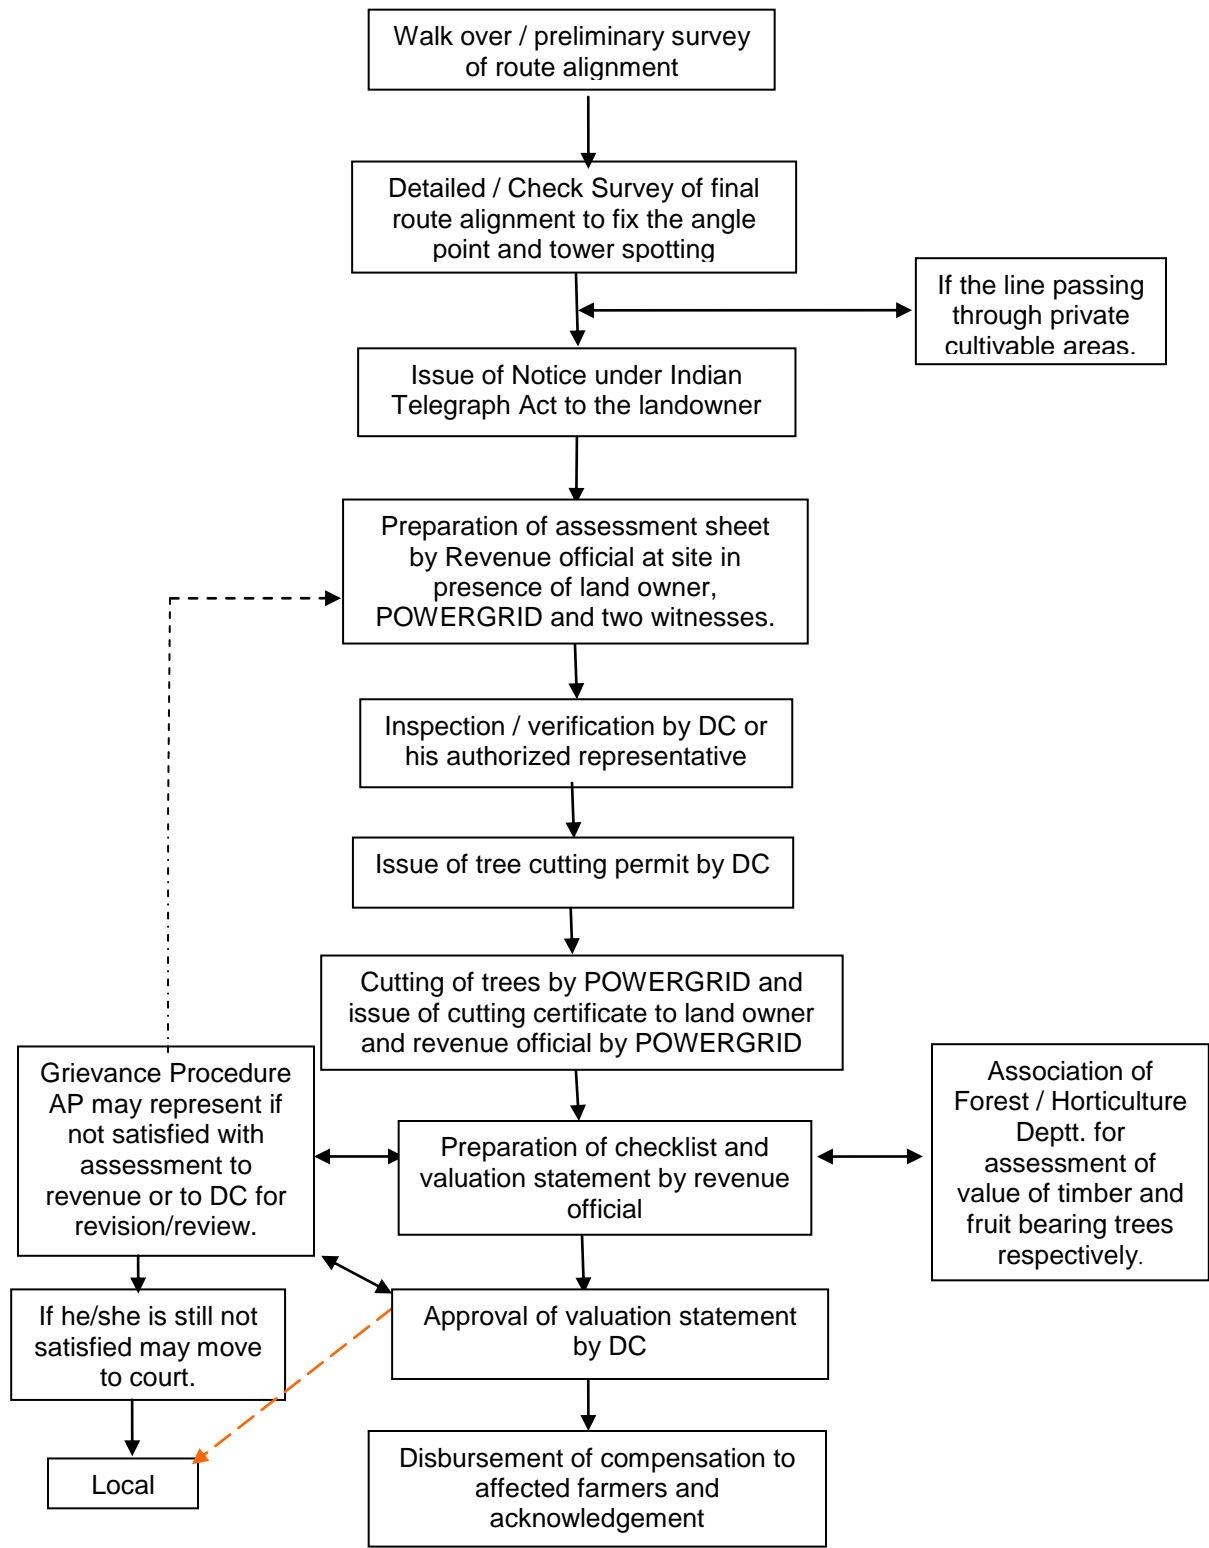 Walk over / preliminary survey
of route alignment
Detailed / Check Survey of final
route alignment to fix the angle
point and tower spotting
If the line passing
through private
cultivable areas.
Issue of Notice under Indian
Telegraph Act to the landowner
Preparation of assessment sheet
by Revenue official at site in
presence of land owner,
POWERGRID and two witnesses.
Inspection / verification by DC or
his authorized representative
Issue of tree cutting permit by DC
Cutting of trees by POWERGRID and
issue of cutting certificate to land owner
and revenue official by POWERGRID
Grievance Procedure
AP may represent if
not satisfied with
assessment to
revenue or to DC for
revision/review.
Preparation of checklist and
valuation statement by revenue
official
Association of
Forest / Horticulture
Deptt. for
assessment of
value of timber and
fruit bearing trees
respectively.
If he/she is still not
satisfied may move
to court.
Approval of valuation statement
by DC
Local
Disbursement of compensation to
affected farmers and
acknowledgement